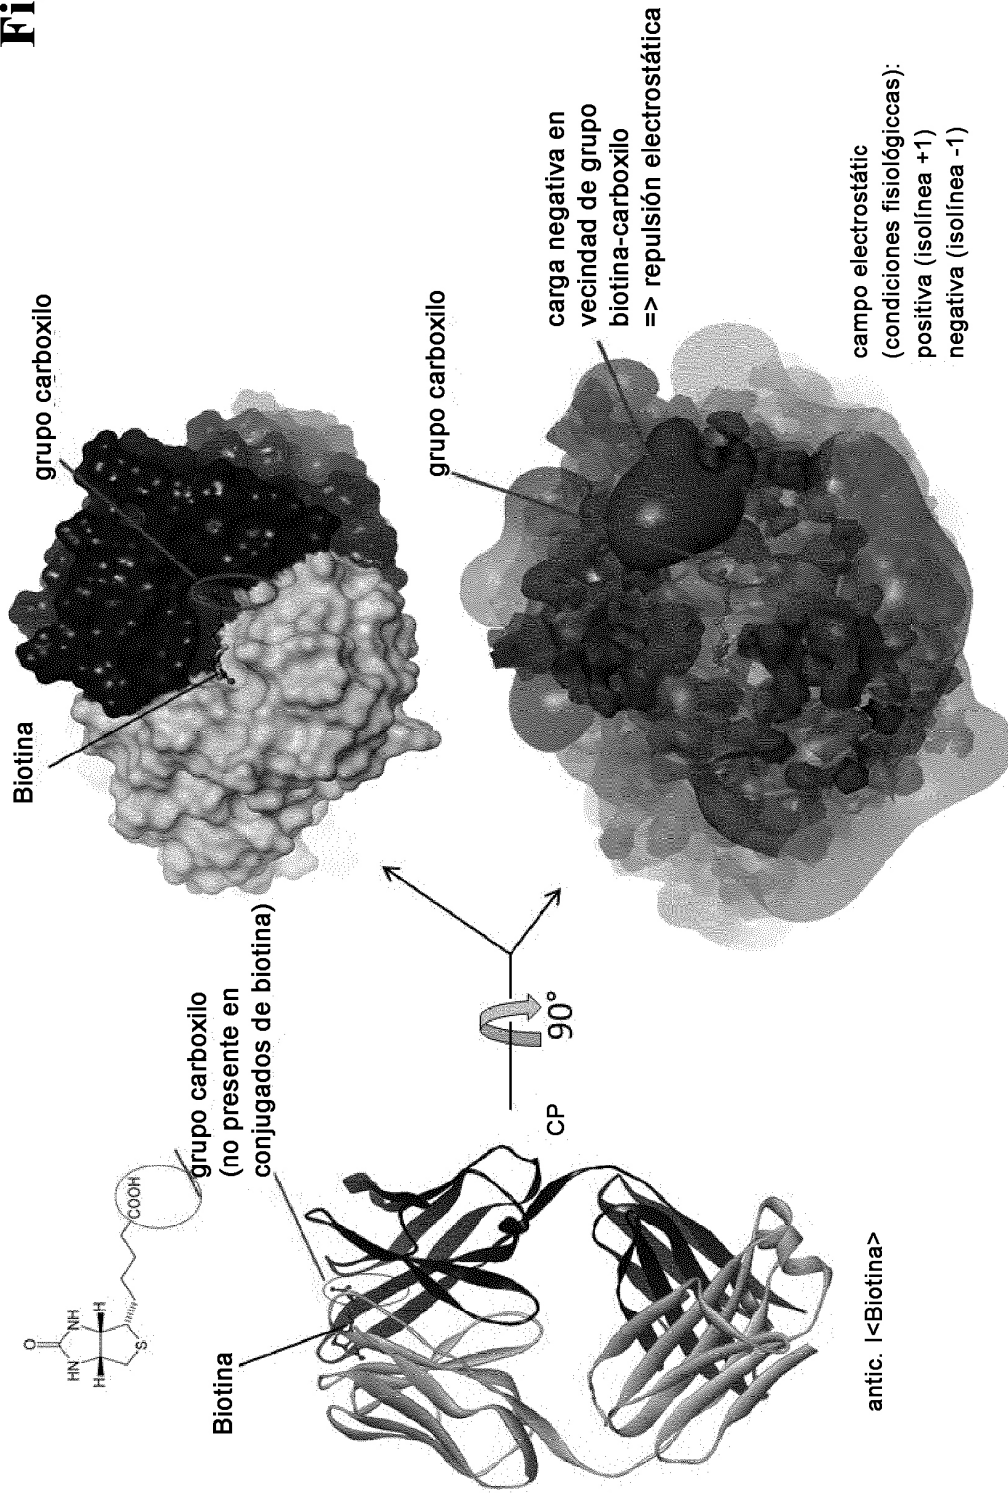 Fi
O
HN
NH
H
H
S
COOH
grupo carboxilo
(no presente en
conjugados de biotina)
Biotina
antic. I<Biotina>
CP
90°
Biotina
grupo carboxilo
grupo carboxilo
carga negativa en
vecindad de grupo
biotina-carboxilo
=> repulsión electrostática
campo electrostátic
(condiciones fisiológiccas):
positiva (isolínea +1)
negativa (isolínea -1)